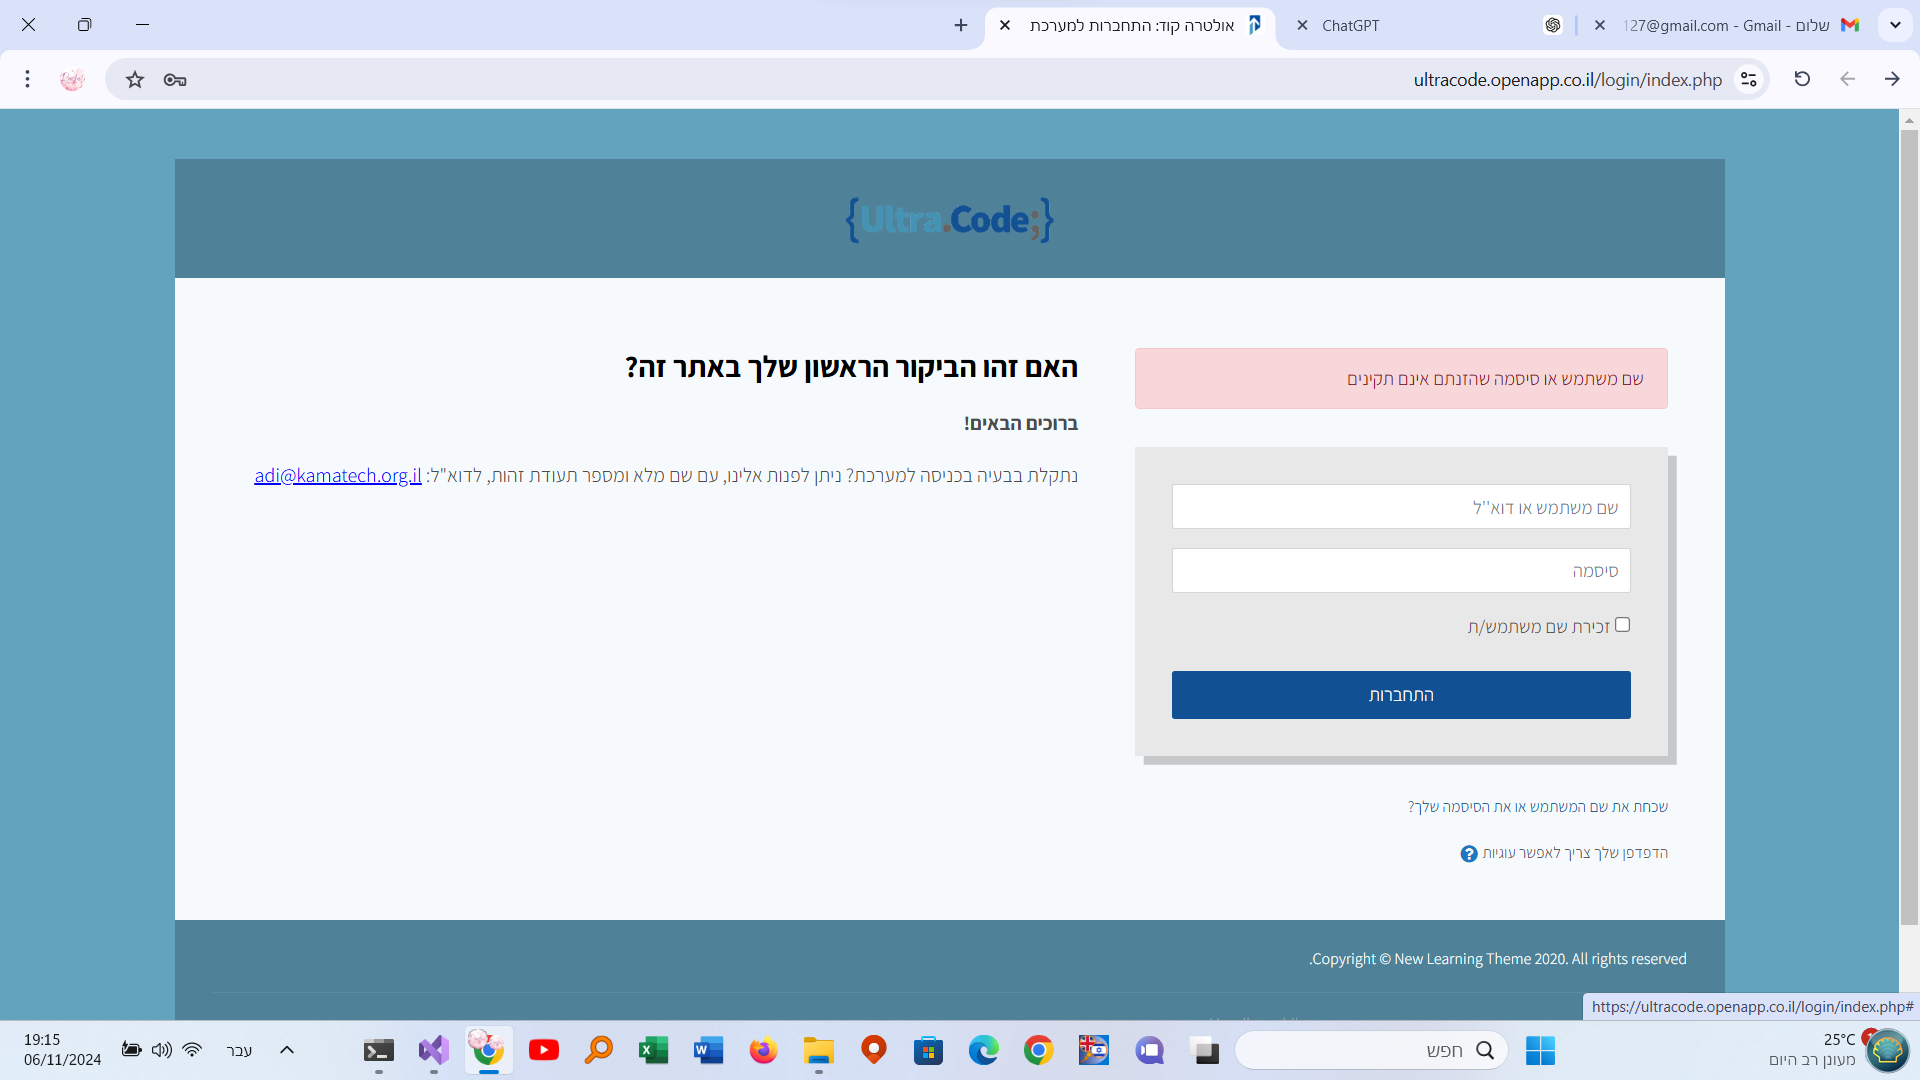 שלום - 127@gmail.com - Gmail
ChatGPT
אולטרה קוד: התחברות למערכת
ultracode.openapp.co.il/login/index.php
{Ultra.Code;}
שם משתמש או סיסמה שהזנתם אינם תקינים
שם משתמש או דוא''ל
סיסמה
זכירת שם משתמש/ת
התחברות
שכחת את שם המשתמש או את הסיסמה שלך?
הדפדפן שלך צריך לאפשר עוגיות
האם זהו הביקור הראשון שלך באתר זה?
ברוכים הבאים!
נתקלת בבעיה בכניסה למערכת? ניתן לפנות אלינו, עם שם מלא ומספר תעודת זהות, לדוא"ל: adi@kamatech.org.il
.Copyright © New Learning Theme 2020. All rights reserved
https://ultracode.openapp.co.il/login/index.php#
25°C
מעונן רב היום
חפש
עבר
19:15
06/11/2024